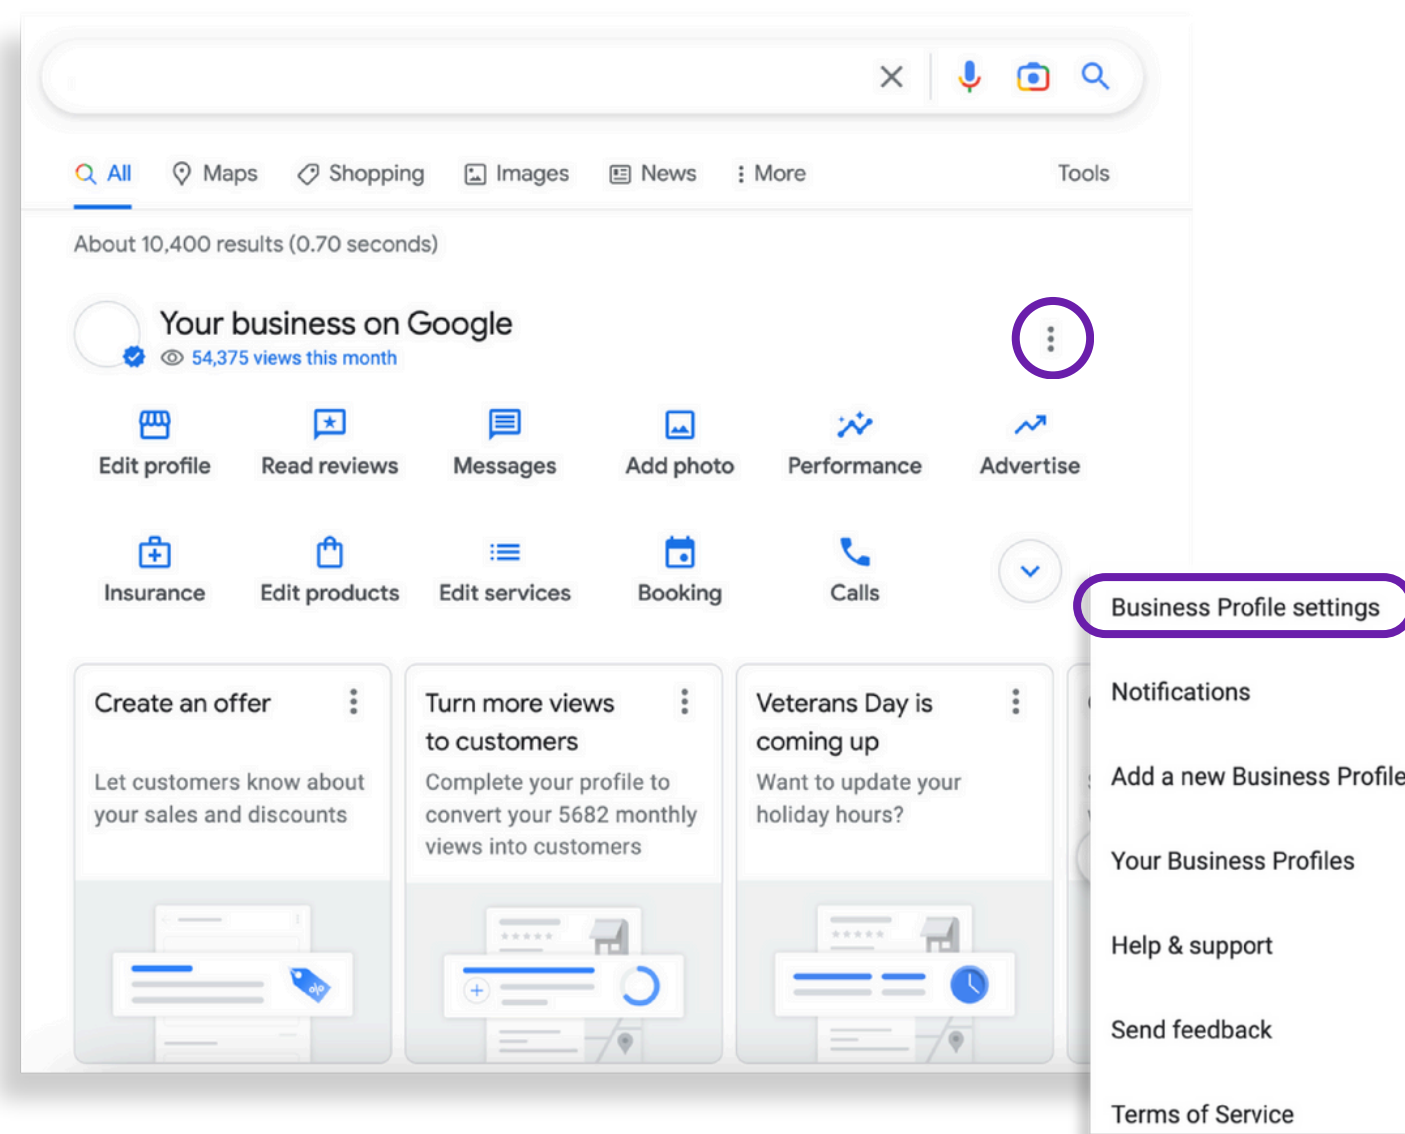 All Maps Shopping Images News More Tools
About 10,400 results (0.70 seconds)
Your business on Google
54,375 views this month
Edit profile Read reviews Messages Add photo Performance Advertise
Insurance Edit products Edit services Booking Calls
Create an offer
Let customers know about
your sales and discounts
Turn more views
to customers
Complete your profile to
convert your 5682 monthly
views into customers
Veterans Day is
coming up
Want to update your
holiday hours?
Business Profile settings
Notifications
Add a new Business Profile
Your Business Profiles
Help & support
Send feedback
Terms of Service